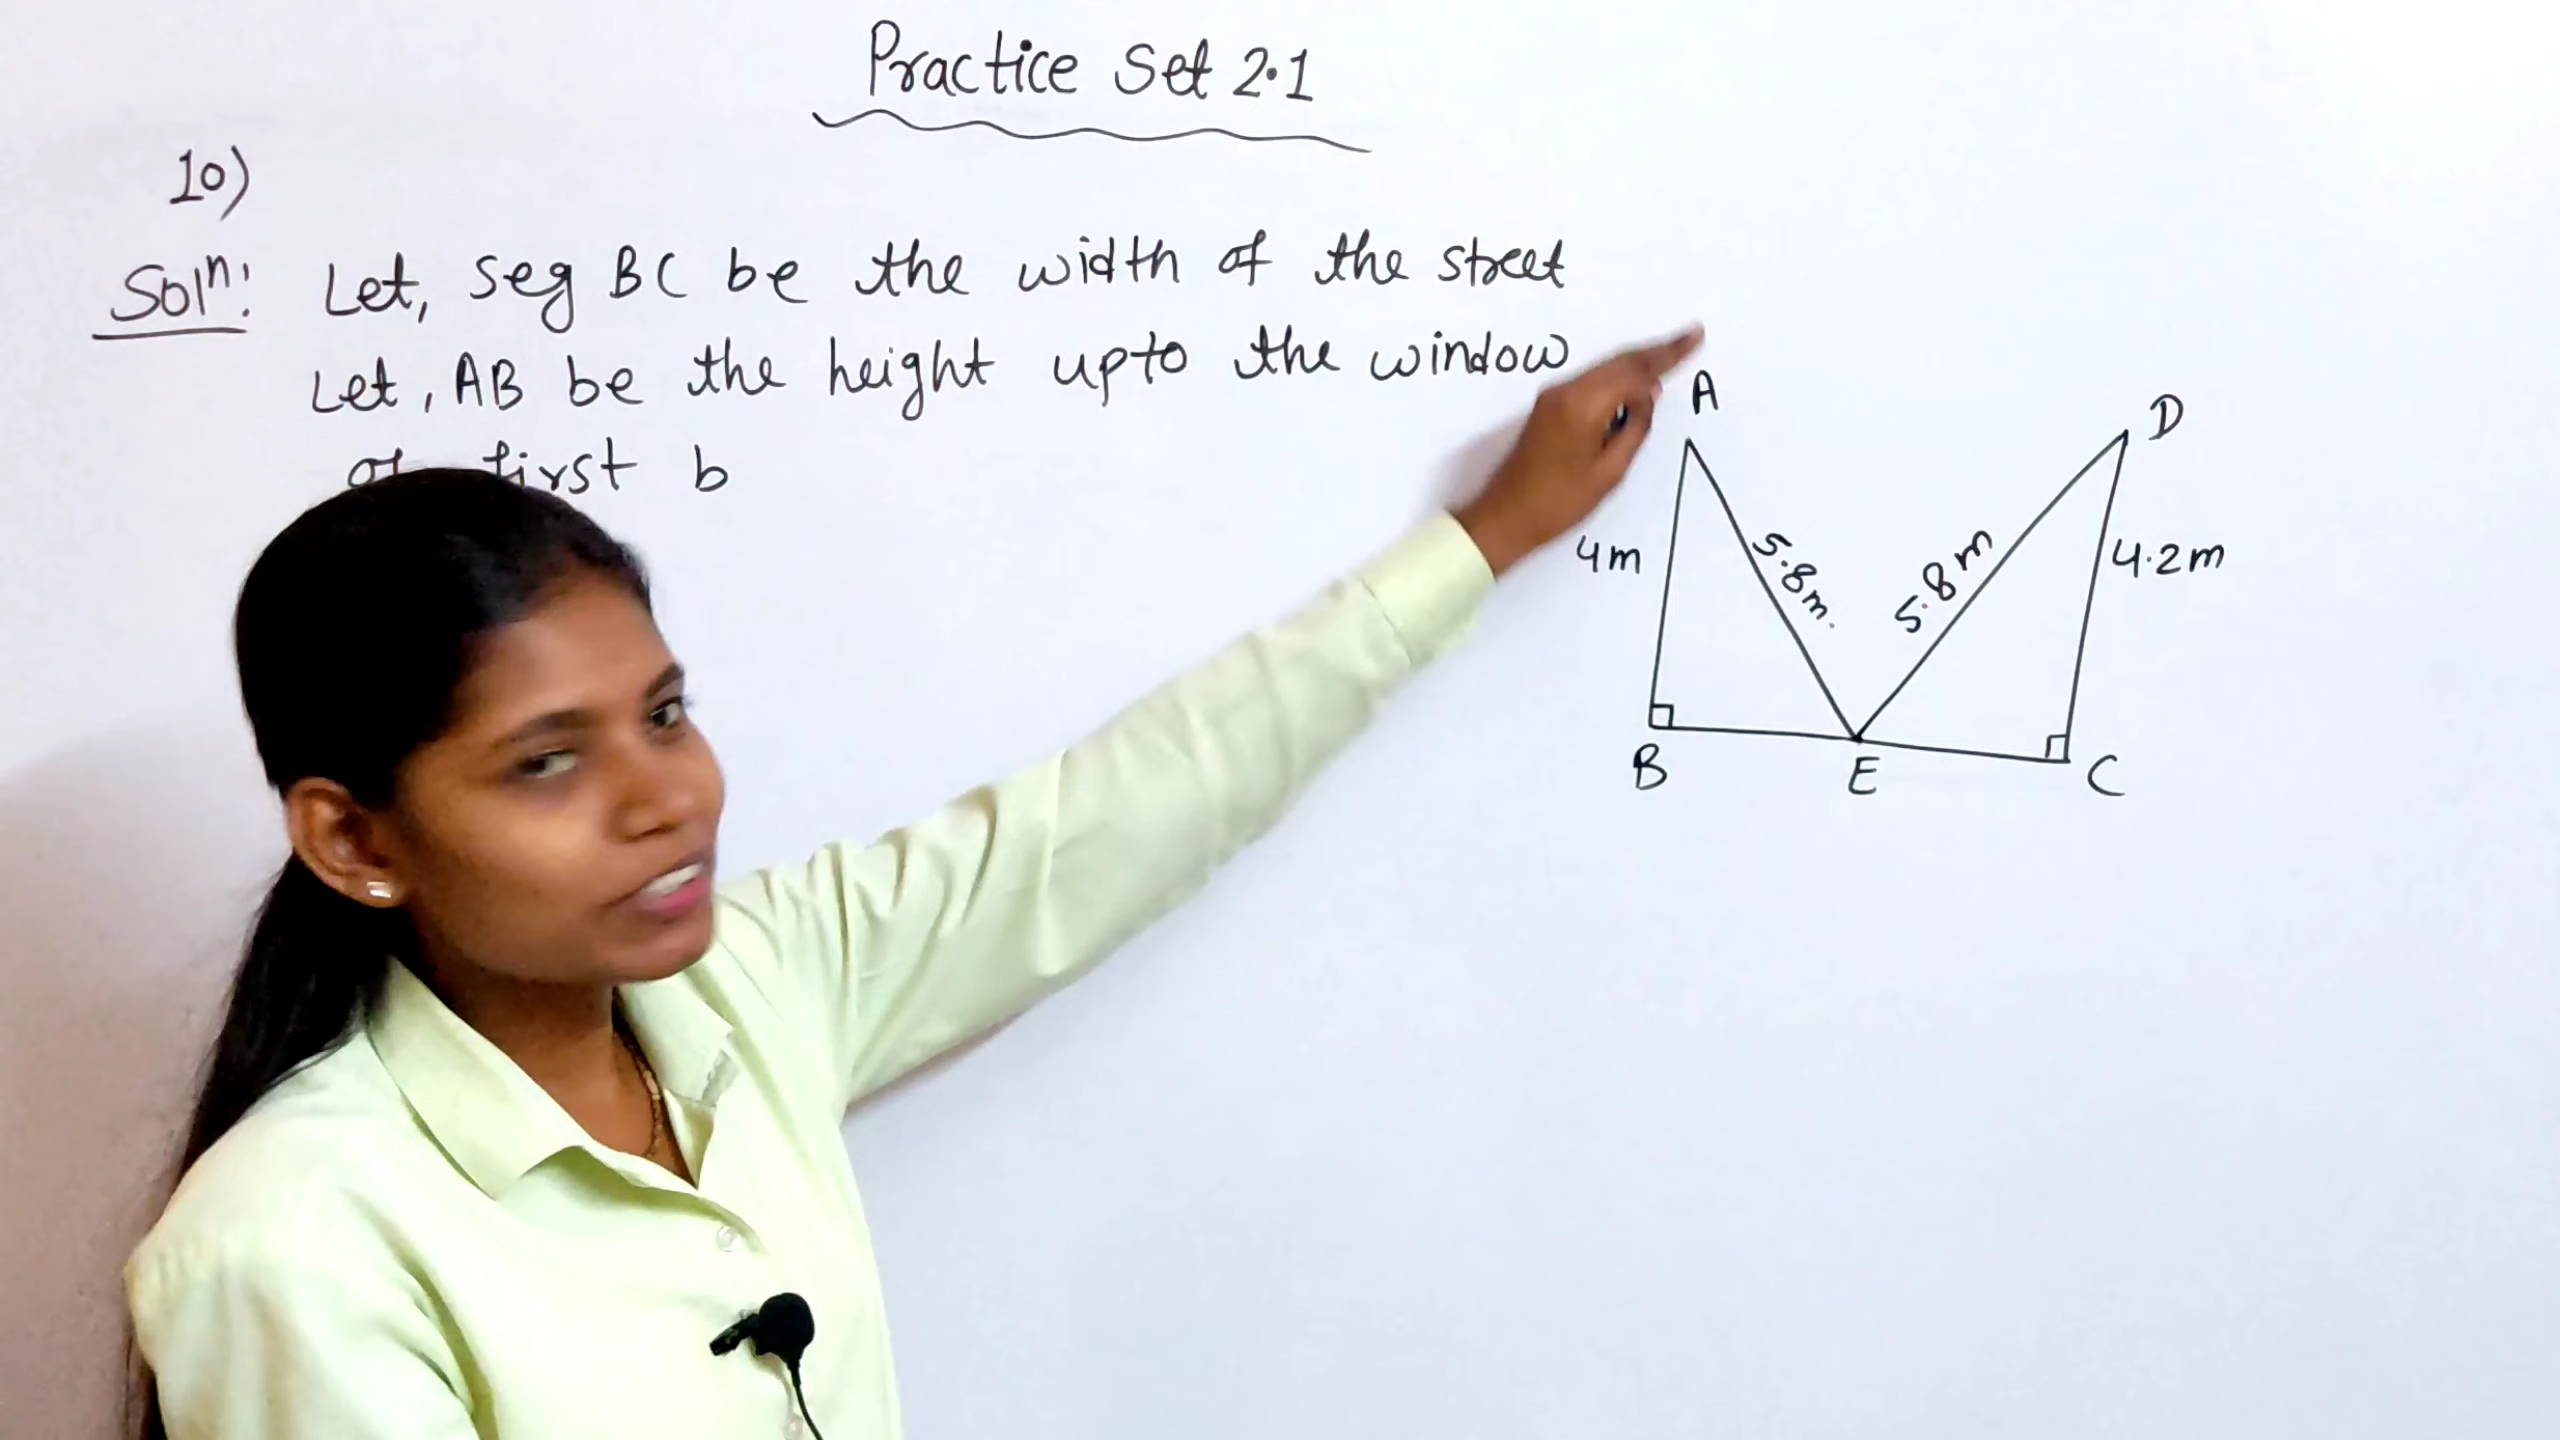 Practice Set 2.1
10)
Solⁿ: Let, seg BC be the width of the street
Let, AB be the height upto the window
of first b
A
D
4m
5.8m.
5.8m
4.2m
B
E
C